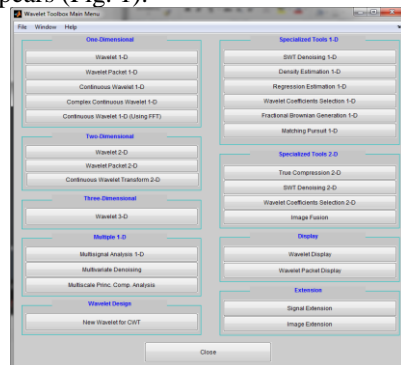 pears (Fig. 1).
Wavelet Toolbox Main Menu
File Window Help
One-Dimensional
Wavelet 1-D
Wavelet Packet 1-D
Continuous Wavelet 1-D
Complex Continuous Wavelet 1-D
Continuous Wavelet 1-D (Using FFT)
Two-Dimensional
Wavelet 2-D
Wavelet Packet 2-D
Continuous Wavelet Transform 2-D
Three-Dimensional
Wavelet 3-D
Multiple 1-D
Multisignal Analysis 1-D
Multivariate Denoising
Multiscale Princ. Comp. Analysis
Wavelet Design
New Wavelet for CWT
Specialized Tools 1-D
SWT Denoising 1-D
Density Estimation 1-D
Regression Estimation 1-D
Wavelet Coefficients Selection 1-D
Fractional Brownian Generation 1-D
Matching Pursuit 1-D
Specialized Tools 2-D
True Compression 2-D
SWT Denoising 2-D
Wavelet Coefficients Selection 2-D
Image Fusion
Display
Wavelet Display
Wavelet Packet Display
Extension
Signal Extension
Image Extension
Close